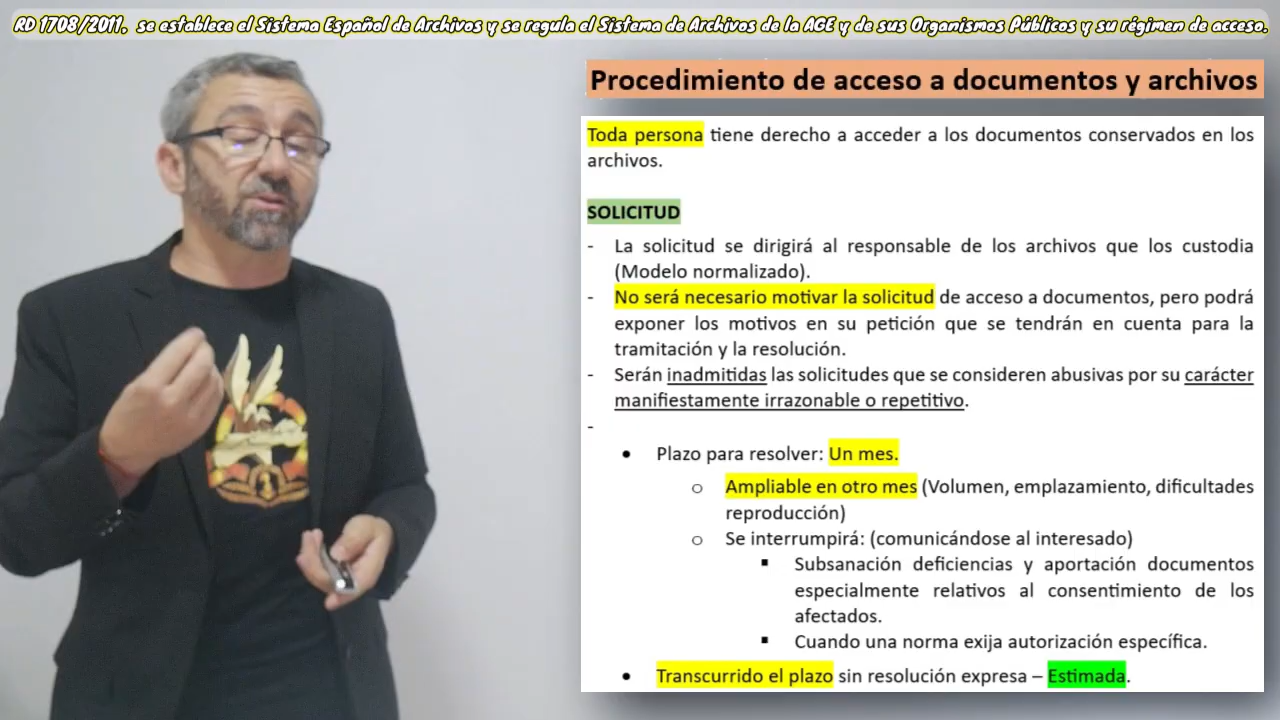 RD 1708/2011, se establece el Sistema Español de Archivos y se regula el Sistema de Archivos de la AGE y de sus Organismos Públicos y su régimen de acceso.
Procedimiento de acceso a documentos y archivos
Toda persona tiene derecho a acceder a los documentos conservados en los
archivos.
SOLICITUD
- La solicitud se dirigirá al responsable de los archivos que los custodia
(Modelo normalizado).
- No será necesario motivar la solicitud de acceso a documentos, pero podrá
exponer los motivos en su petición que se tendrán en cuenta para la
tramitación y la resolución.
- Serán inadmitidas las solicitudes que se consideren abusivas por su carácter
manifiestamente irrazonable o repetitivo.
-
• Plazo para resolver: Un mes.
o Ampliable en otro mes (Volumen, emplazamiento, dificultades
reproducción)
o Se interrumpirá: (comunicándose al interesado)
▪ Subsanación deficiencias y aportación documentos
especialmente relativos al consentimiento de los
afectados.
▪ Cuando una norma exija autorización específica.
• Transcurrido el plazo sin resolución expresa – Estimada.